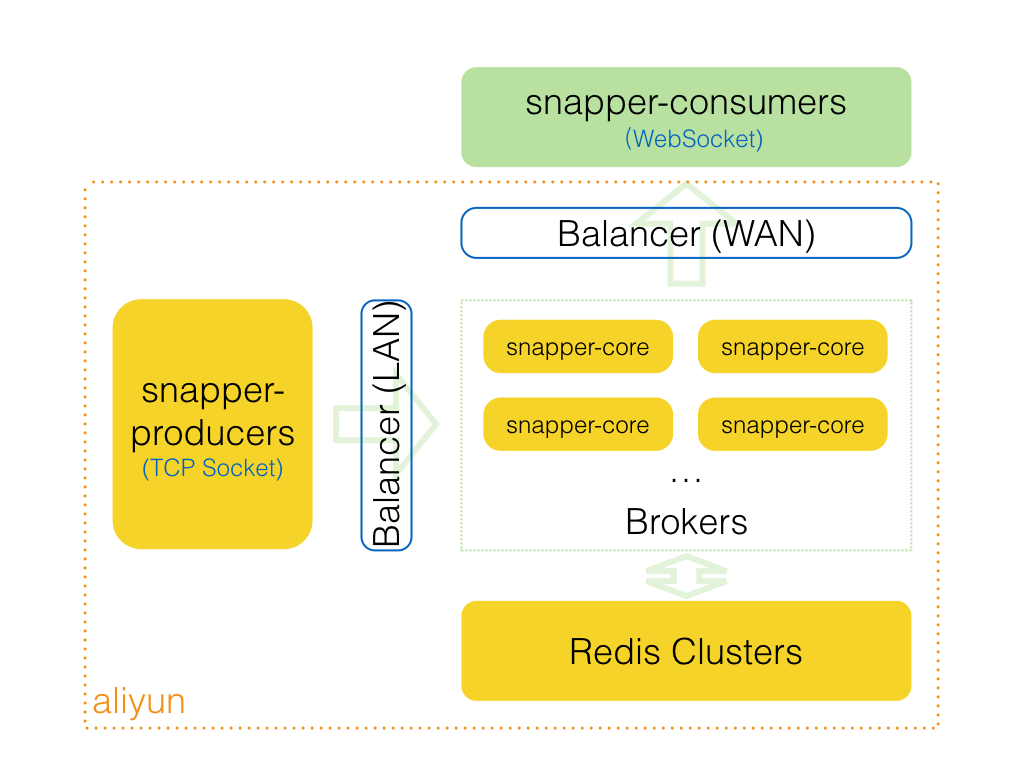 snapper-consumers
(WebSocket)
Balancer (WAN)
snapper-
producers
(TCP Socket)
Balancer (LAN)
snapper-core
snapper-core
snapper-core
snapper-core
...
Brokers
Redis Clusters
aliyun